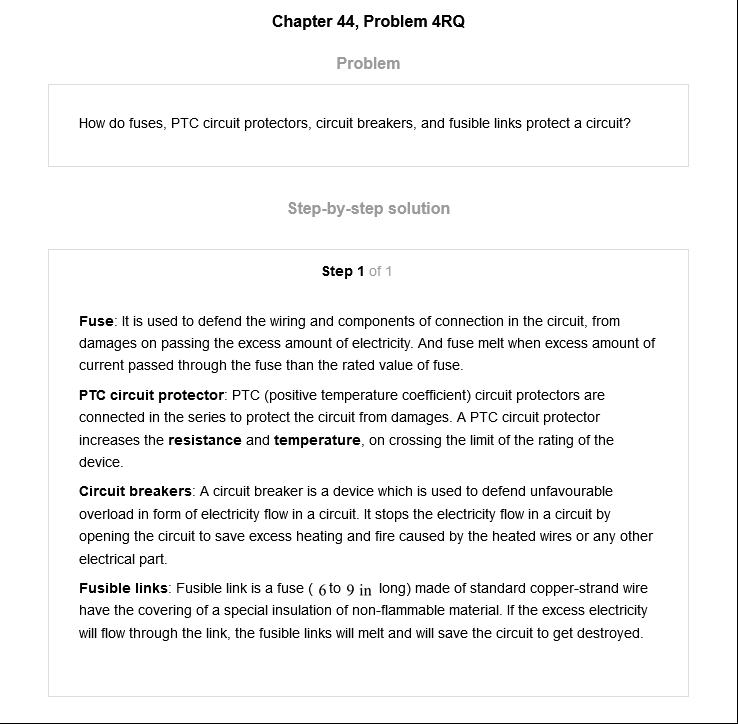 Chapter 44, Problem 4RQ
Problem
How do fuses, PTC circuit protectors, circuit breakers, and fusible links protect a circuit?
Step-by-step solution
Step 1 of 1
Fuse: It is used to defend the wiring and components of connection in the circuit, from
damages on passing the excess amount of electricity. And fuse melt when excess amount of
current passed through the fuse than the rated value of fuse.
PTC circuit protector: PTC (positive temperature coefficient) circuit protectors are
connected in the series to protect the circuit from damages. A PTC circuit protector
increases the resistance and temperature, on crossing the limit of the rating of the
device.
Circuit breakers: A circuit breaker is a device which is used to defend unfavourable
overload in form of electricity flow in a circuit. It stops the electricity flow in a circuit by
opening the circuit to save excess heating and fire caused by the heated wires or any other
electrical part.
Fusible links: Fusible link is a fuse ( 6 to 9 in long) made of standard copper-strand wire
have the covering of a special insulation of non-flammable material. If the excess electricity
will flow through the link, the fusible links will melt and will save the circuit to get destroyed.